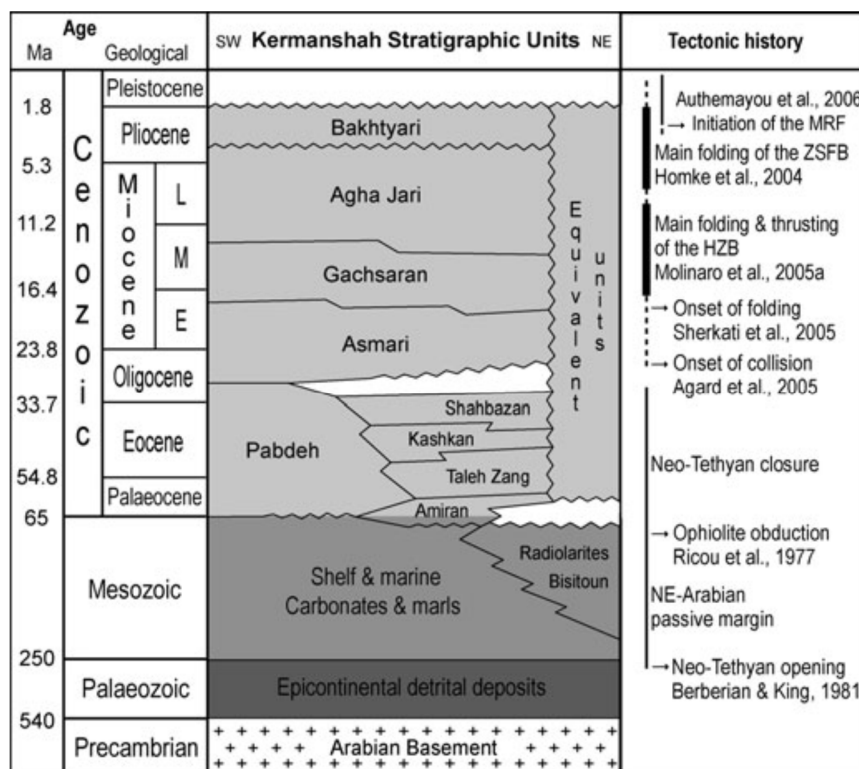 Age
Ma
Geological
SW Kermanshah Stratigraphic Units NE
Tectonic history
Pleistocene
1.8
Pliocene
5.3
Miocene
L
11.2
M
16.4
E
23.8
Oligocene
33.7
Eocene
54.8
Palaeocene
65
Cenozoic
Mesozoic
250
Palaeozoic
540
Precambrian
Bakhtyari
Agha Jari
Gachsaran
Asmari
Pabdeh
Shahbazan
Kashkan
Taleh Zang
Amiran
Equivalent
units
Shelf & marine
Carbonates & marls
Radiolarites
Bisitoun
Epicontinental detrital deposits
Arabian Basement
Authemayou et al., 2006
→ Initiation of the MRF
Main folding of the ZSFB
Homke et al., 2004
Main folding & thrusting
of the HZB
Molinaro et al., 2005a
→ Onset of folding
Sherkati et al., 2005
→ Onset of collision
Agard et al., 2005
Neo-Tethyan closure
→ Ophiolite obduction
Ricou et al., 1977
NE-Arabian
passive margin
→ Neo-Tethyan opening
Berberian & King, 1981